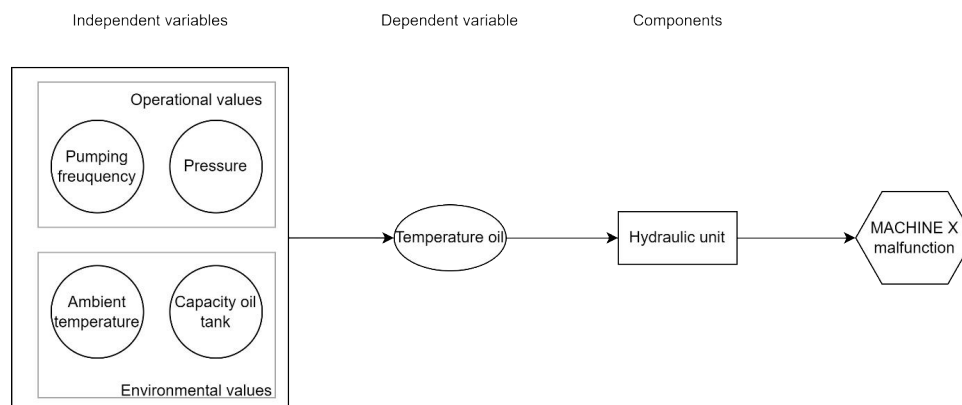 Independent variables
Dependent variable
Components
Operational values
Pumping
freuquency
Pressure
Ambient
temperature
Capacity oil
tank
Environmental values
Temperature oil
Hydraulic unit
MACHINE X
malfunction